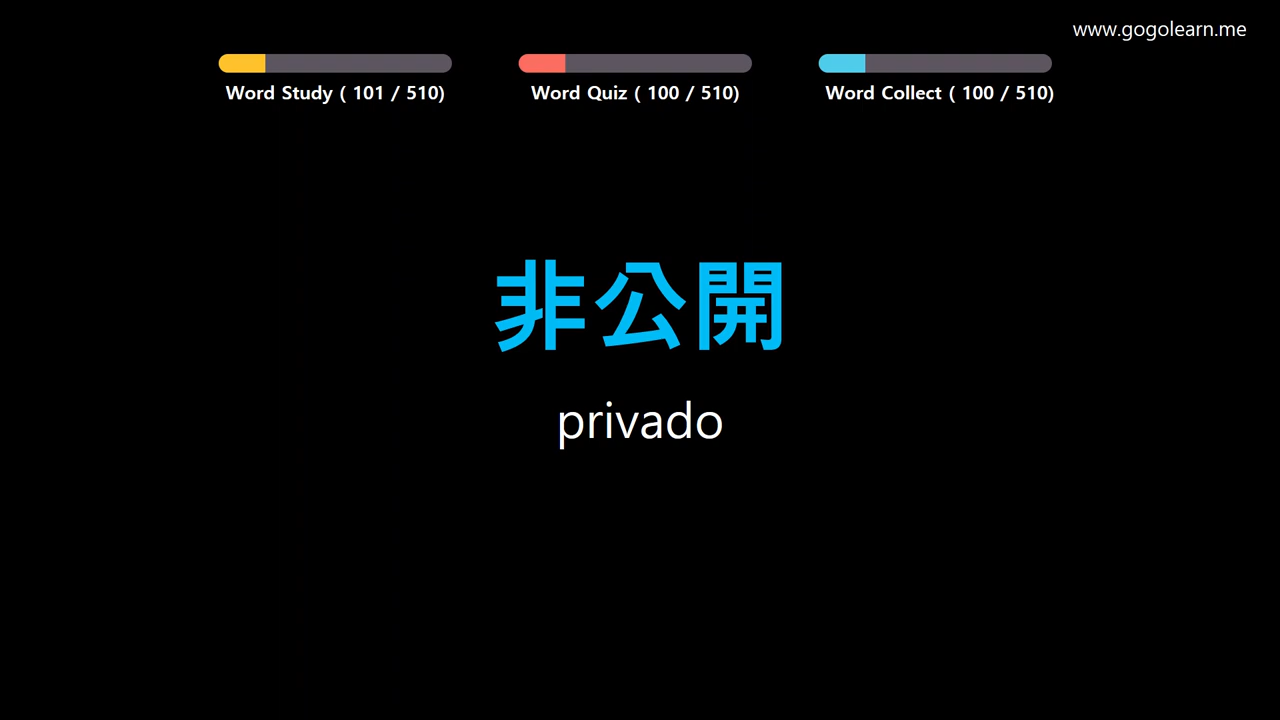 www.gogolearn.me
Word Study ( 101 / 510)
Word Quiz ( 100 / 510)
Word Collect ( 100 / 510)
非公開
privado